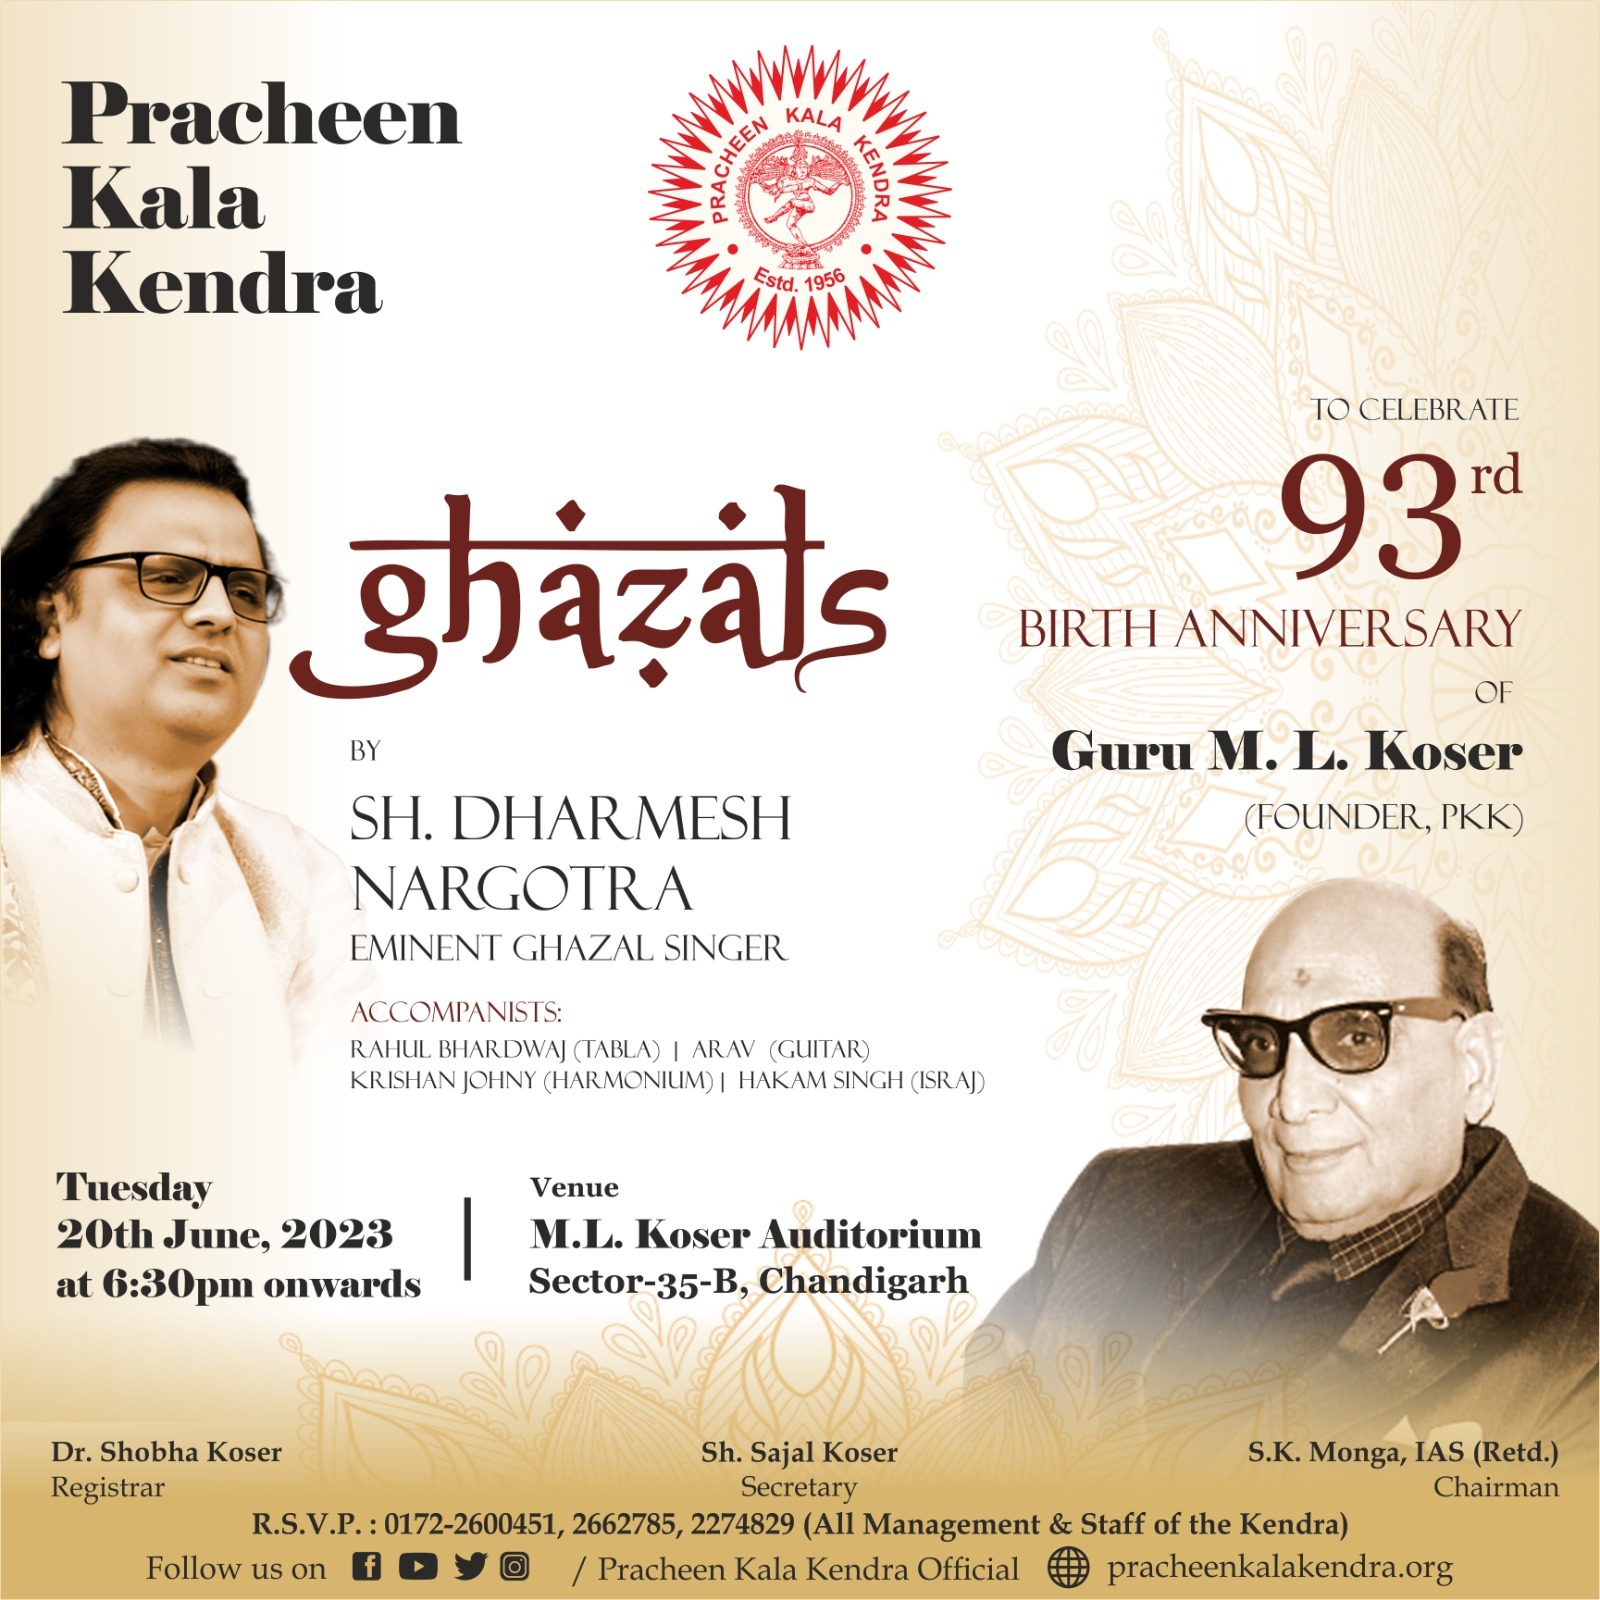 Pracheen
Kala
Kendra
PRACHEEN KALA KENDRA
Estd. 1956
TO CELEBRATE
93rd
BIRTH ANNIVERSARY
OF
Guru M. L. Koser
(FOUNDER, PKK)
ghazals
BY
SH. DHARMESH
NARGOTRA
EMINENT GHAZAL SINGER
ACCOMPANISTS:
RAHUL BHARDWAJ (TABLA) | ARAV (GUITAR)
KRISHAN JOHNY (HARMONIUM) | HAKAM SINGH (ISRAJ)
Tuesday
20th June, 2023
at 6:30pm onwards
Venue
M.L. Koser Auditorium
Sector-35-B, Chandigarh
Dr. Shobha Koser
Registrar
Sh. Sajal Koser
Secretary
S.K. Monga, IAS (Retd.)
Chairman
R.S.V.P. : 0172-2600451, 2662785, 2274829 (All Management & Staff of the Kendra)
Follow us on / Pracheen Kala Kendra Official pracheenkalakendra.org